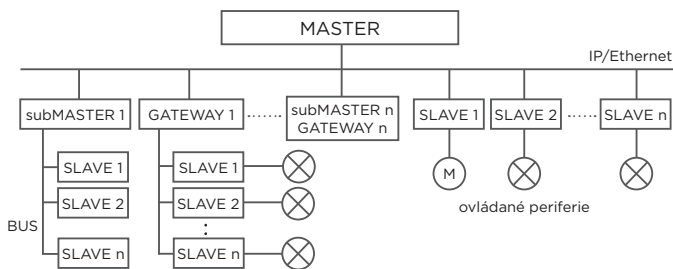 MASTER
IP/Ethernet
subMASTER 1
GATEWAY 1
subMASTER n
GATEWAY n
SLAVE 1
SLAVE 2
SLAVE n
SLAVE 1
SLAVE 2
SLAVE n
BUS
SLAVE 1
SLAVE 2
SLAVE n
M
ovládané periferie